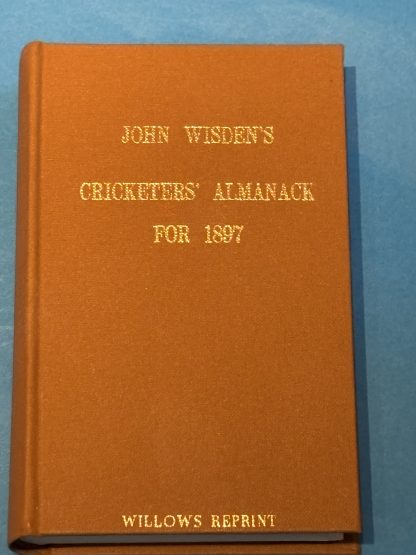 JOHN WISDEN'S
CRICKETERS' ALMANACK
FOR 1897
WILLOWS REPRINT